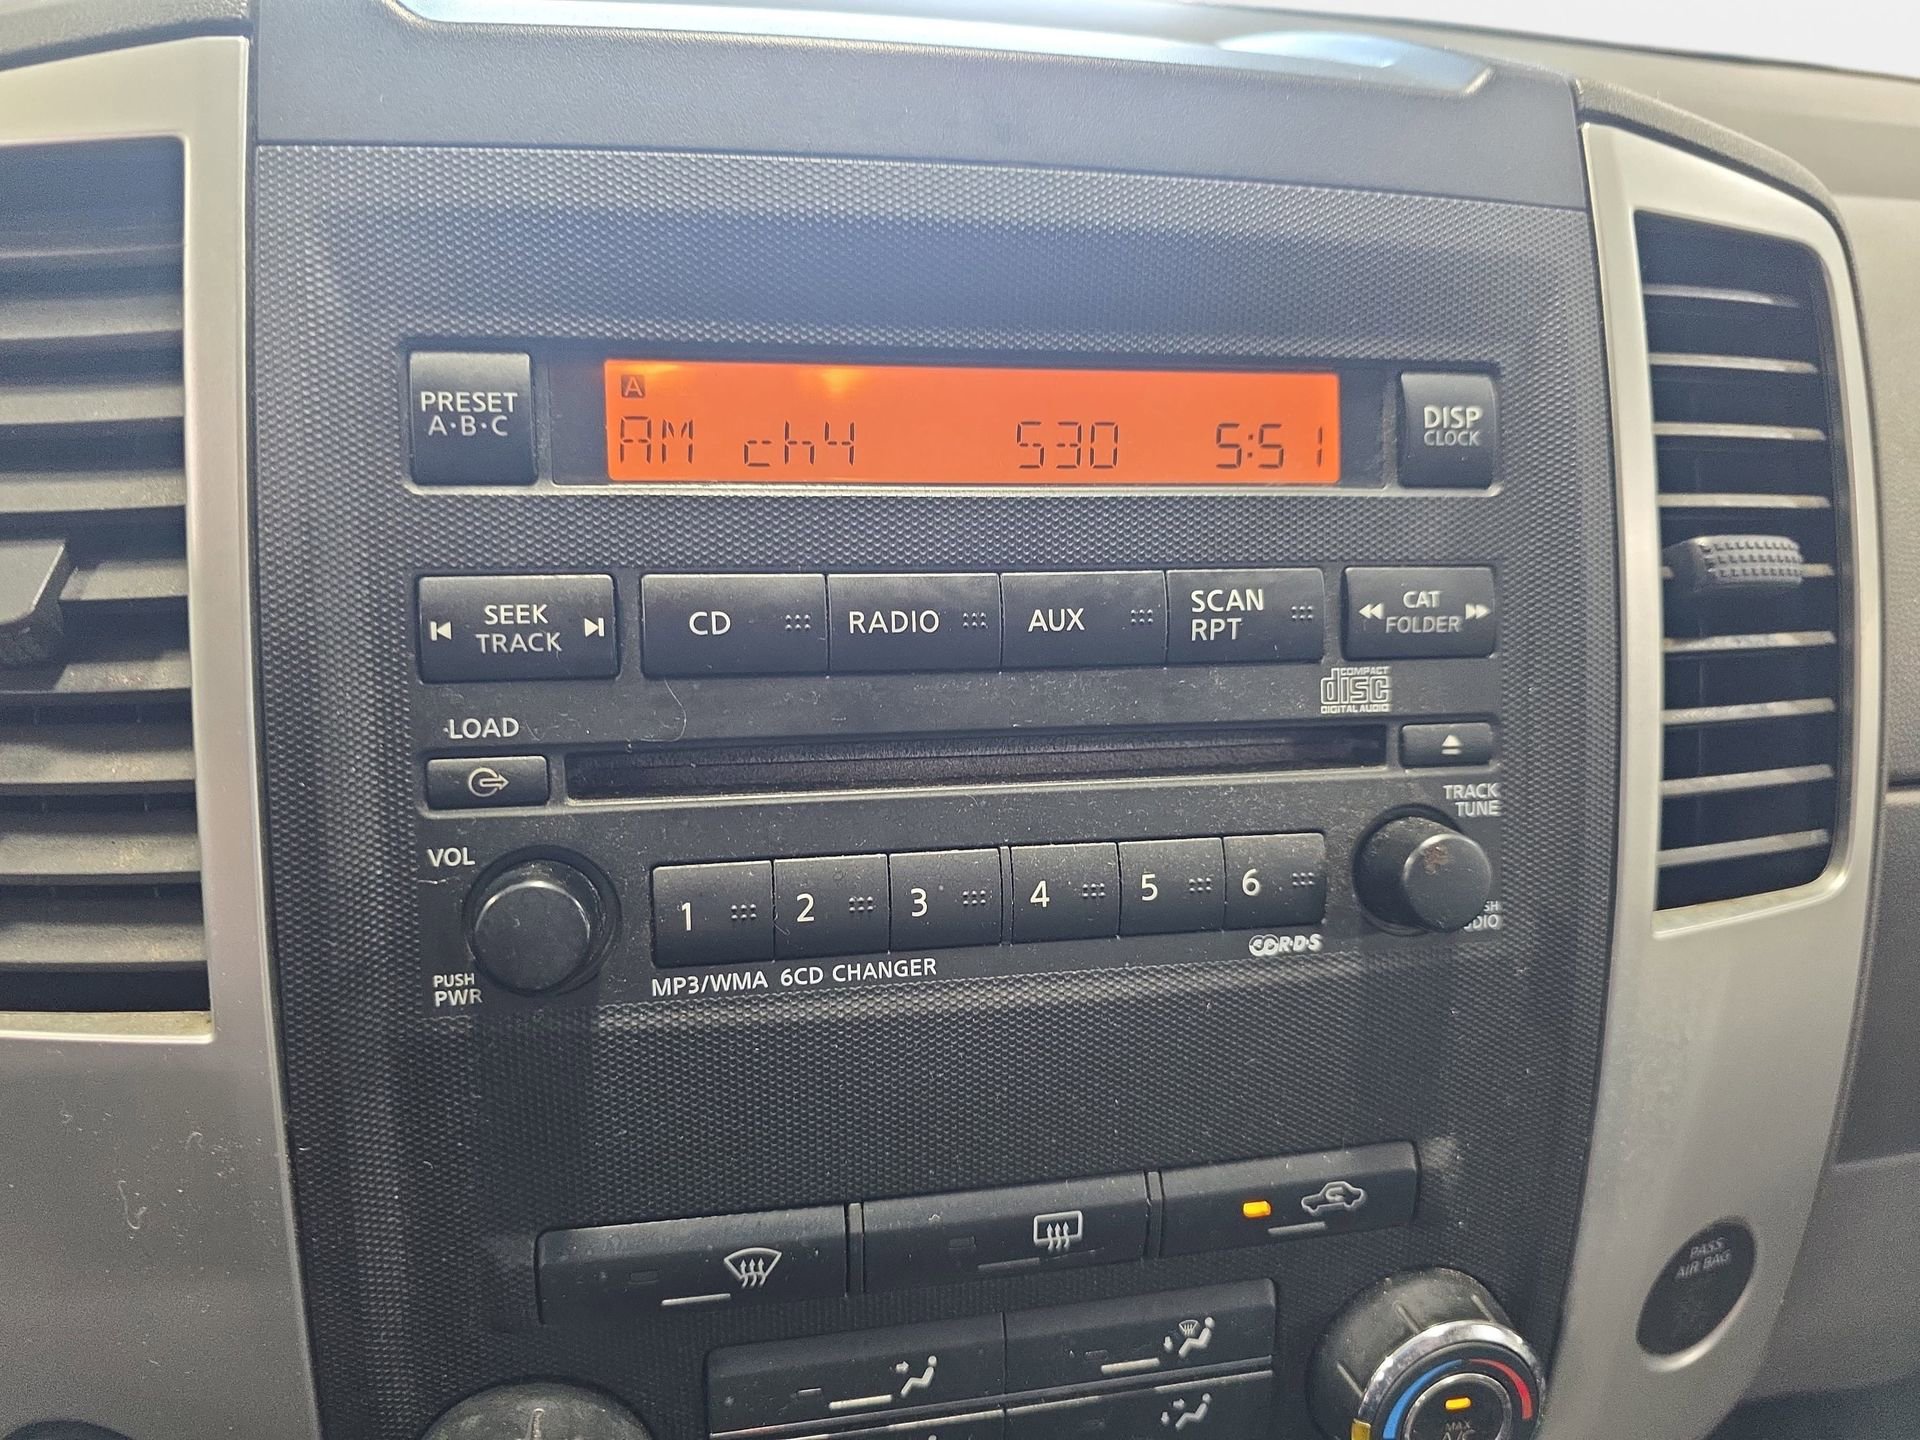 A
AM ch4 530 5:51
PRESET
A·B·C
DISP
CLOCK
SEEK
TRACK
CD
RADIO
AUX
SCAN
RPT
CAT
FOLDER
COMPACT
disc
DIGITAL AUDIO
LOAD
TRACK
TUNE
VOL
1 2 3 4 5 6
PUSH
PWR
MP3/WMA 6CD CHANGER
R·D·S
PASS
AIR BAG
MAX
A/C